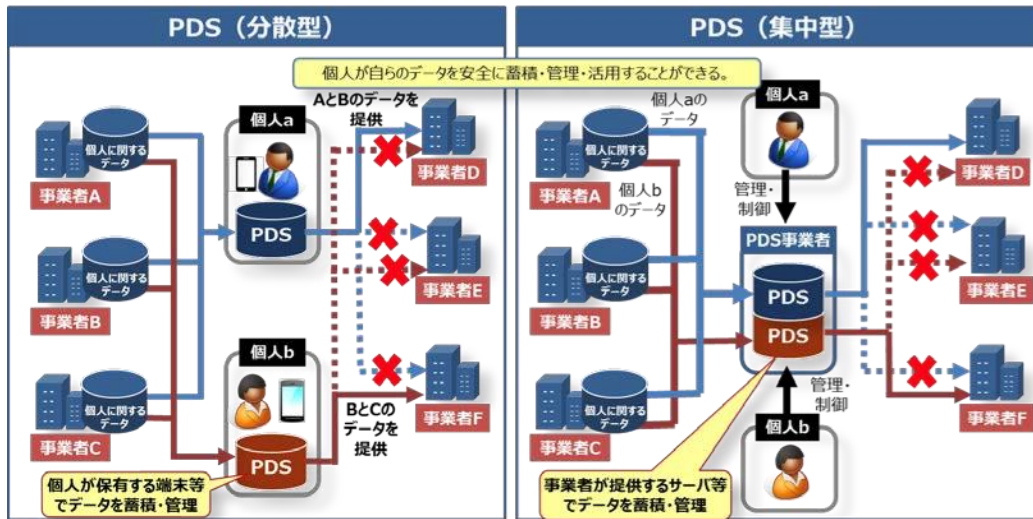 PDS（分散型）
個人が自らのデータを安全に蓄積・管理・活用することができる。
AとBのデータを
提供
個人a
個人に関する
データ
事業者A
PDS
個人に関する
データ
事業者B
個人b
個人に関する
データ
事業者C
PDS
BとCの
データを
提供
事業者D
事業者E
事業者F
個人が保有する端末等
でデータを蓄積・管理
PDS（集中型）
個人aの
データ
個人a
個人に関する
データ
事業者A
個人b
のデータ
管理・
制御
PDS事業者
個人に関する
データ
事業者B
PDS
PDS
個人に関する
データ
事業者C
管理・
制御
個人b
事業者D
事業者E
事業者F
事業者が提供するサーバ等
でデータを蓄積・管理